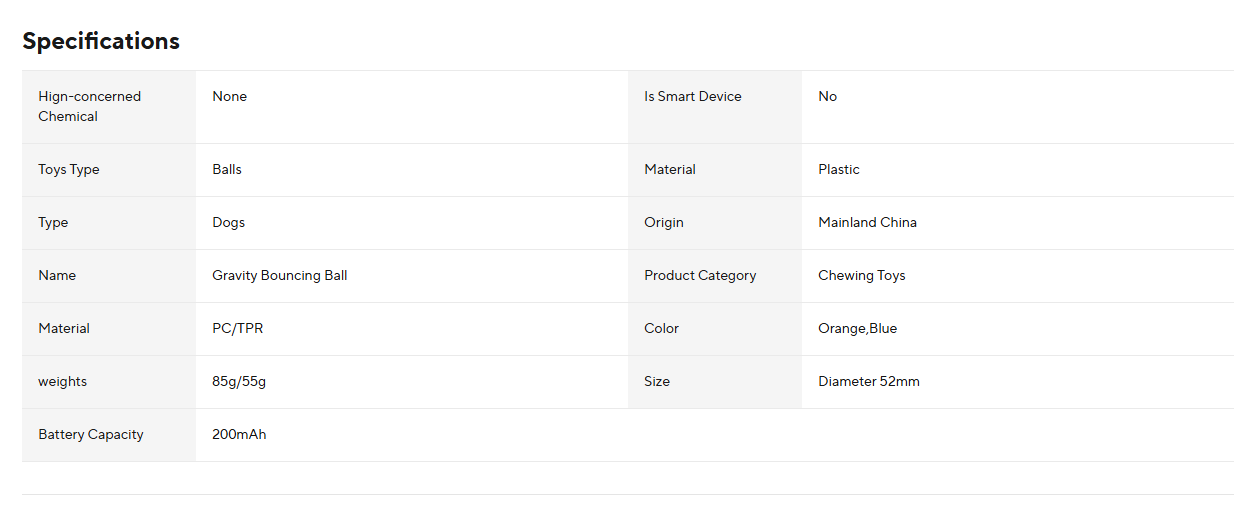 Specifications
Hign-concerned
Chemical
None
Is Smart Device
No
Toys Type
Balls
Material
Plastic
Type
Dogs
Origin
Mainland China
Name
Gravity Bouncing Ball
Product Category
Chewing Toys
Material
PC/TPR
Color
Orange,Blue
weights
85g/55g
Size
Diameter 52mm
Battery Capacity
200mAh